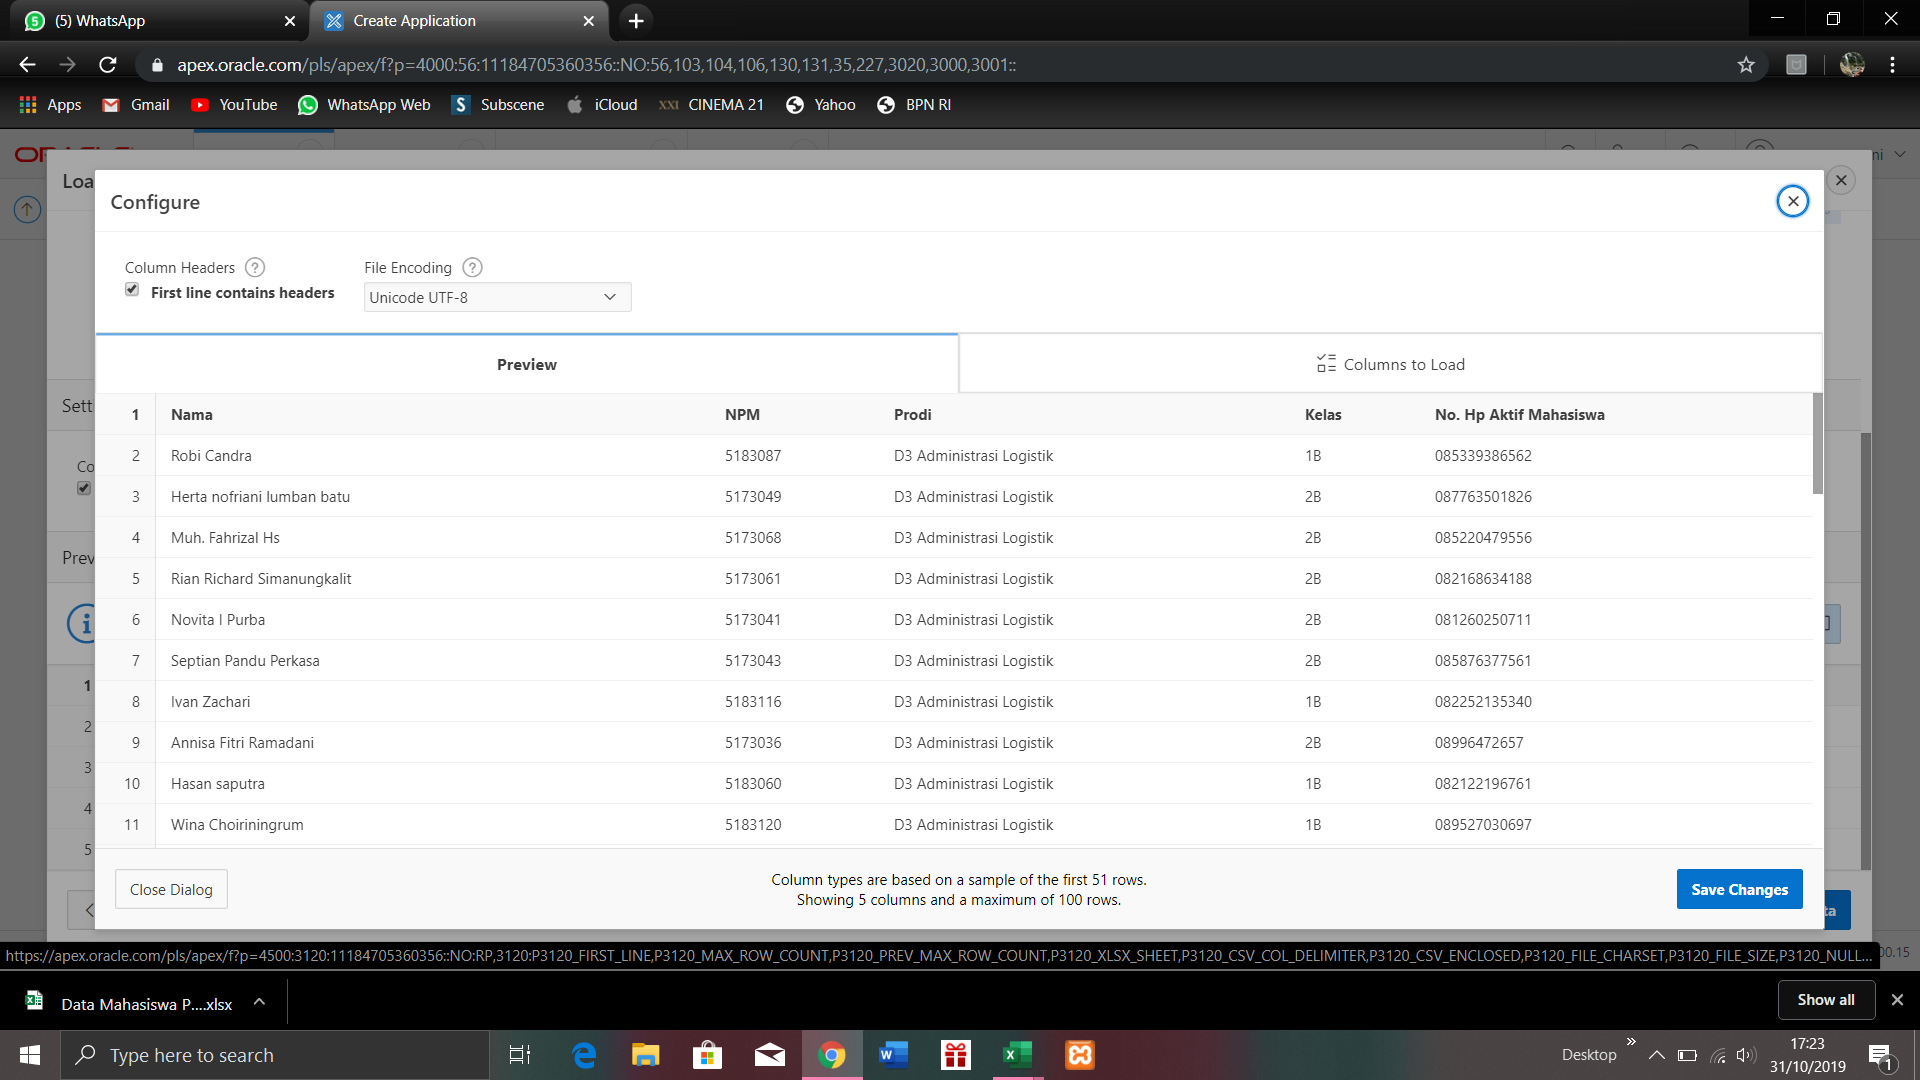 (5) WhatsApp
Create Application
apex.oracle.com/pls/apex/f?p=4000:56:11184705360356::NO:56,103,104,106,130,131,35,227,3020,3000,3001::
Apps
Gmail
YouTube
WhatsApp Web
Subscene
iCloud
CINEMA 21
Yahoo
BPN RI
ni
Loa
Configure
Column Headers
File Encoding
First line contains headers
Unicode UTF-8
Preview
Columns to Load
1 Nama NPM Prodi Kelas No. Hp Aktif Mahasiswa
2 Robi Candra 5183087 D3 Administrasi Logistik 1B 085339386562
3 Herta nofriani lumban batu 5173049 D3 Administrasi Logistik 2B 087763501826
4 Muh. Fahrizal Hs 5173068 D3 Administrasi Logistik 2B 085220479556
5 Rian Richard Simanungkalit 5173061 D3 Administrasi Logistik 2B 082168634188
6 Novita I Purba 5173041 D3 Administrasi Logistik 2B 081260250711
7 Septian Pandu Perkasa 5173043 D3 Administrasi Logistik 2B 085876377561
8 Ivan Zachari 5183116 D3 Administrasi Logistik 1B 082252135340
9 Annisa Fitri Ramadani 5173036 D3 Administrasi Logistik 2B 08996472657
10 Hasan saputra 5183060 D3 Administrasi Logistik 1B 082122196761
11 Wina Choiriningrum 5183120 D3 Administrasi Logistik 1B 089527030697
Sett
Co
Prev
1
2
3
4
5
Close Dialog
Column types are based on a sample of the first 51 rows.
Showing 5 columns and a maximum of 100 rows.
Save Changes
ta
https://apex.oracle.com/pls/apex/f?p=4500:3120:11184705360356::NO:RP,3120:P3120_FIRST_LINE,P3120_MAX_ROW_COUNT,P3120_PREV_MAX_ROW_COUNT,P3120_XLSX_SHEET,P3120_CSV_COL_DELIMITER,P3120_CSV_ENCLOSED,P3120_FILE_CHARSET,P3120_FILE_SIZE,P3120_NULL...
00.15
Data Mahasiswa P....xlsx
Show all
Type here to search
Desktop
17:23
31/10/2019
1